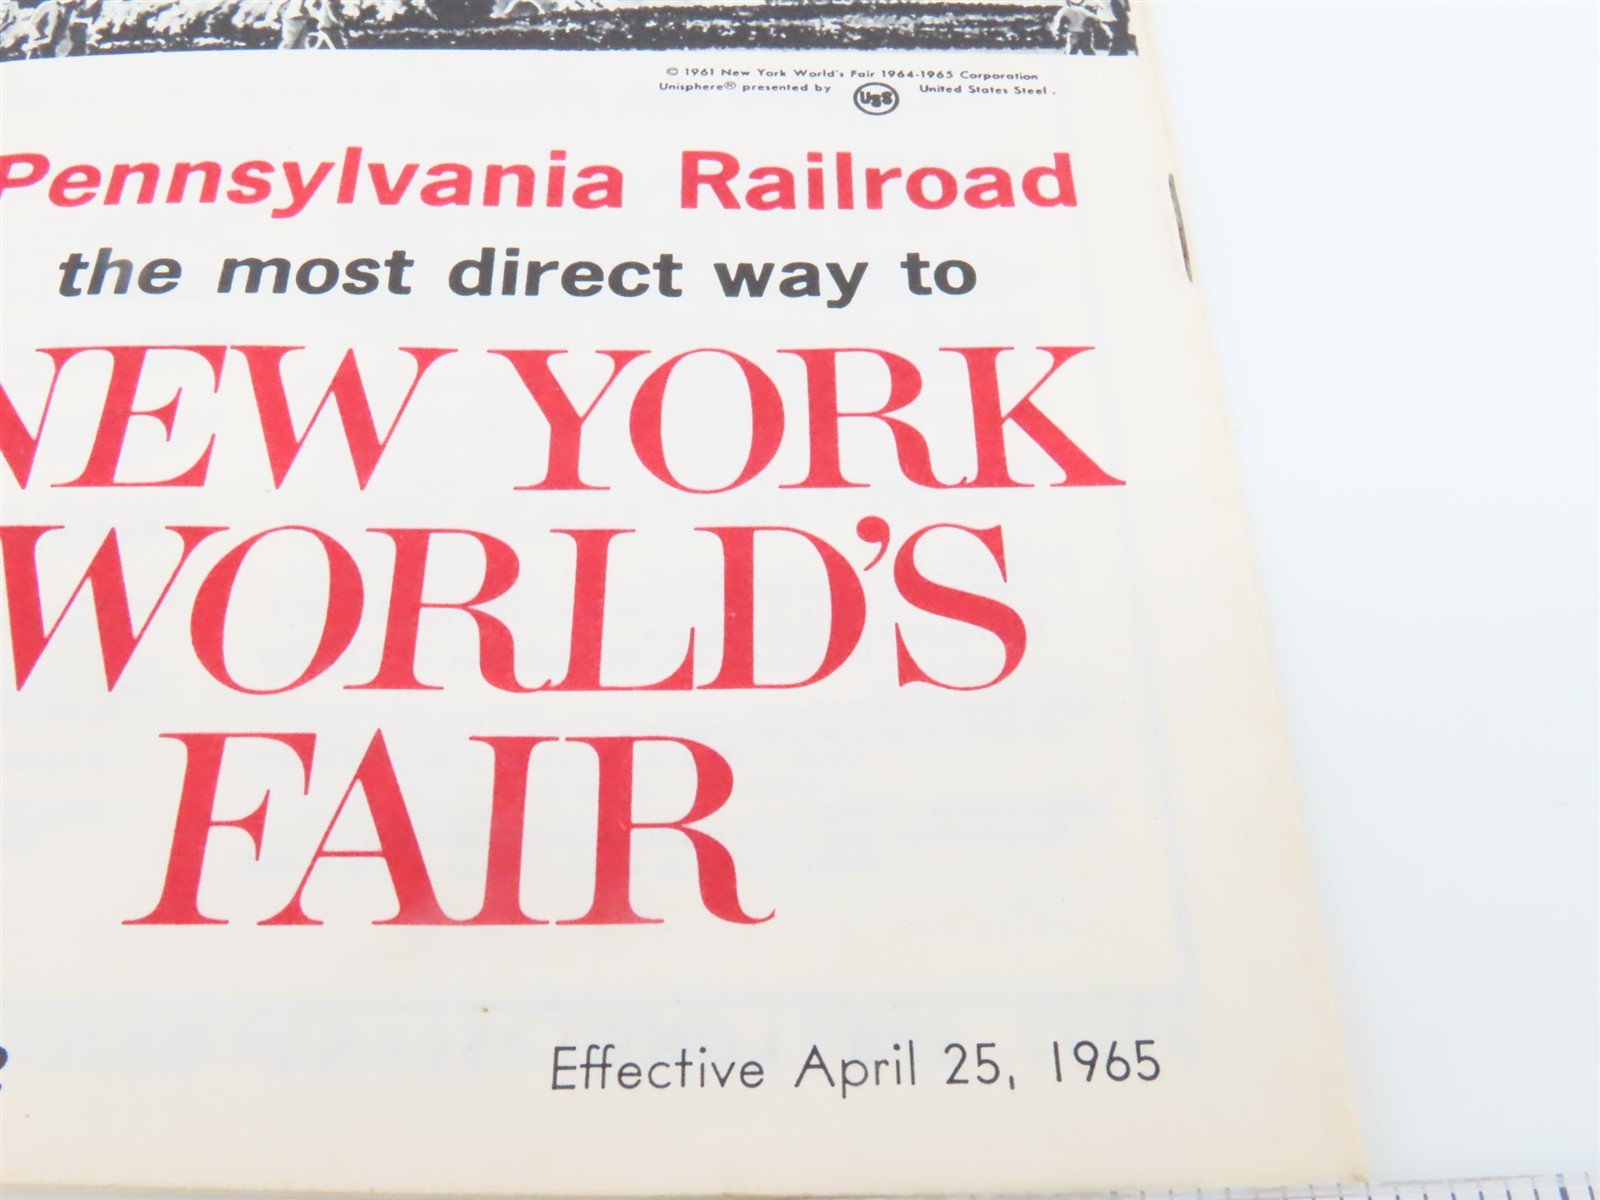 © 1961 New York World's Fair 1964-1965 Corporation
Unisphere® presented by USS United States Steel.
Pennsylvania Railroad
the most direct way to
NEW YORK
WORLD'S
FAIR
Effective April 25, 1965